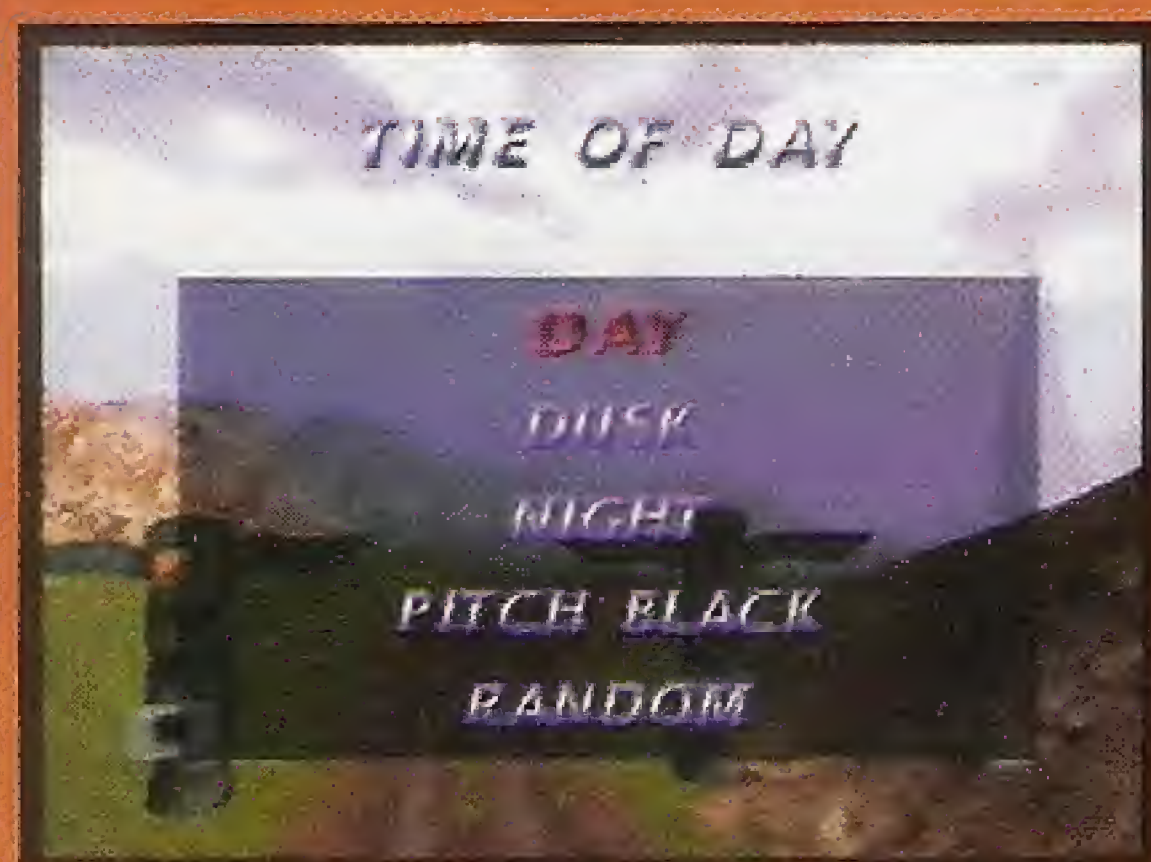 TIME OF DAY
DAY
DUSK
NIGHT
PITCH BLACK
RANDOM